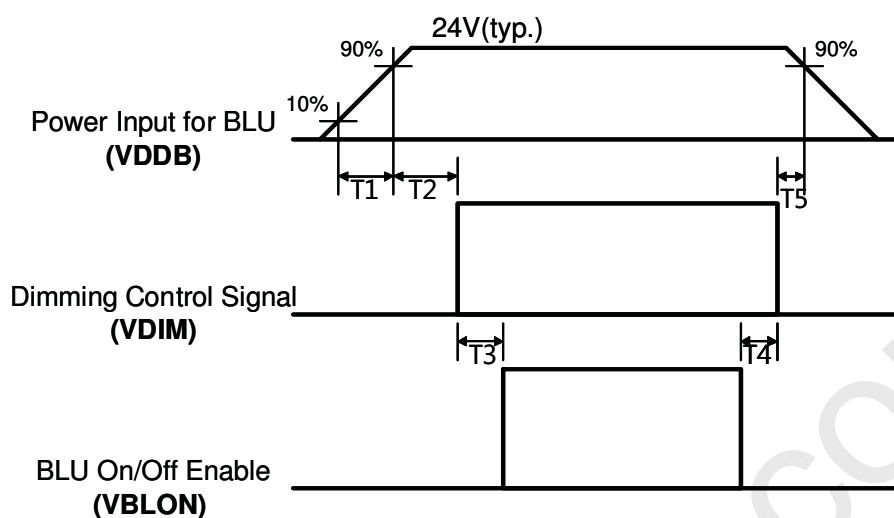 24V(typ.)
90%
90%
10%
Power Input for BLU
(VDDB)
T1
T2
T5
Dimming Control Signal
(VDIM)
T3
T4
BLU On/Off Enable
(VBLON)